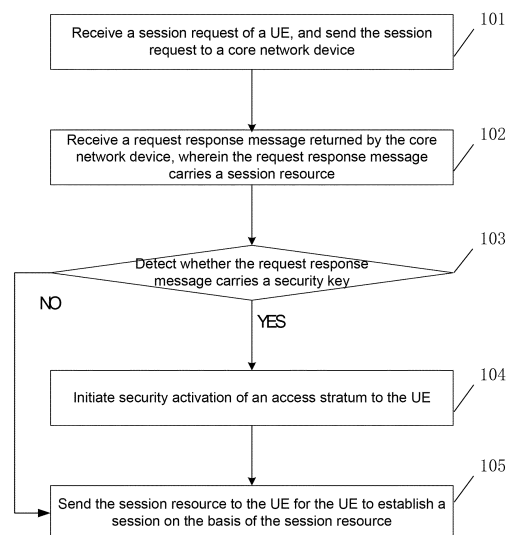 Receive a session request of a UE, and send the session
request to a core network device
101
Receive a request response message returned by the core
network device, wherein the request response message
carries a session resource
102
Detect whether the request response
message carries a security key
103
NO
YES
Initiate security activation of an access stratum to the UE
104
Send the session resource to the UE for the UE to establish a
session on the basis of the session resource
105